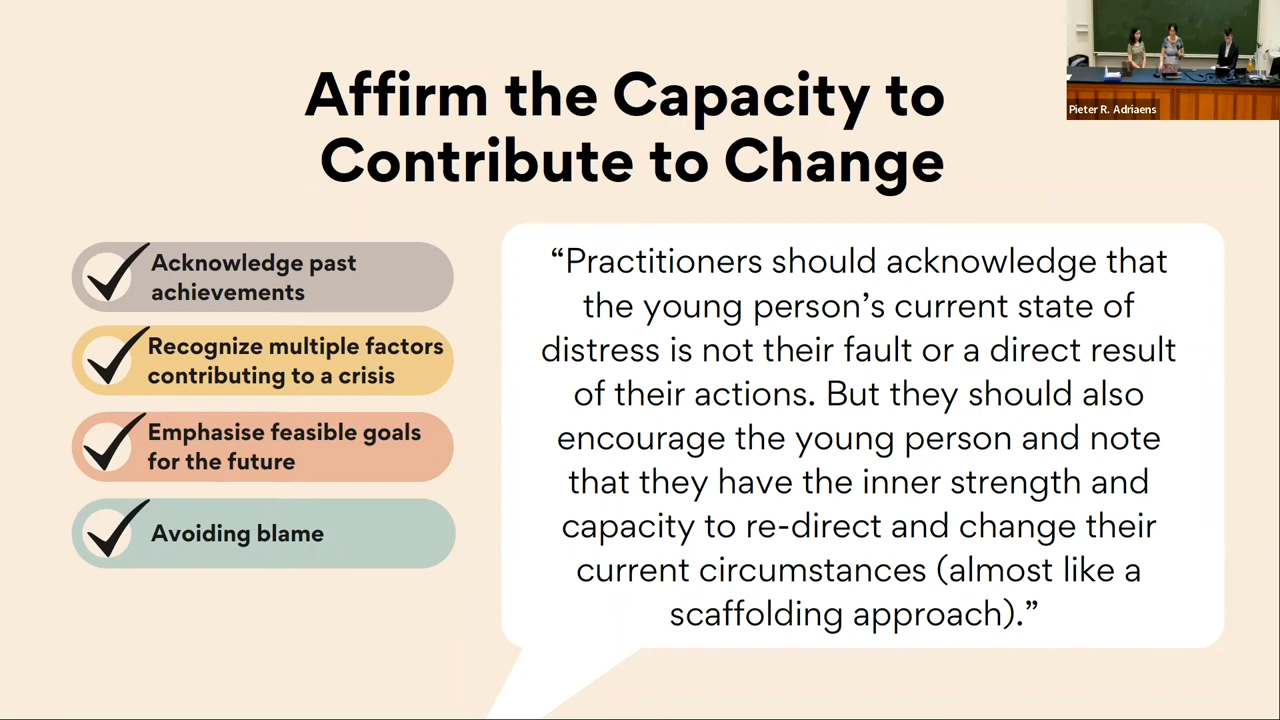 Affirm the Capacity to
Contribute to Change
Pieter R. Adriaens
Acknowledge past
achievements
Recognize multiple factors
contributing to a crisis
Emphasise feasible goals
for the future
Avoiding blame
“Practitioners should acknowledge that
the young person’s current state of
distress is not their fault or a direct result
of their actions. But they should also
encourage the young person and note
that they have the inner strength and
capacity to re-direct and change their
current circumstances (almost like a
scaffolding approach).”